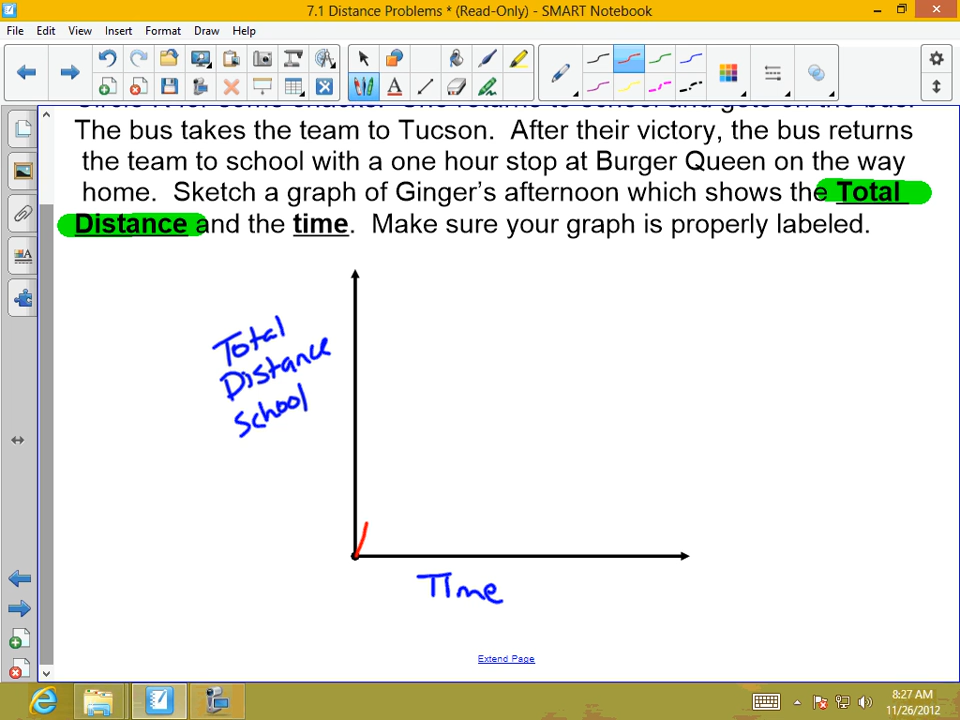 7.1 Distance Problems * (Read-Only) - SMART Notebook
File Edit View Insert Format Draw Help
The bus takes the team to Tucson. After their victory, the bus returns
the team to school with a one hour stop at Burger Queen on the way
home. Sketch a graph of Ginger's afternoon which shows the Total
Distance and the time. Make sure your graph is properly labeled.
Total
Distance
School
Time
Extend Page
8:27 AM
11/26/2012